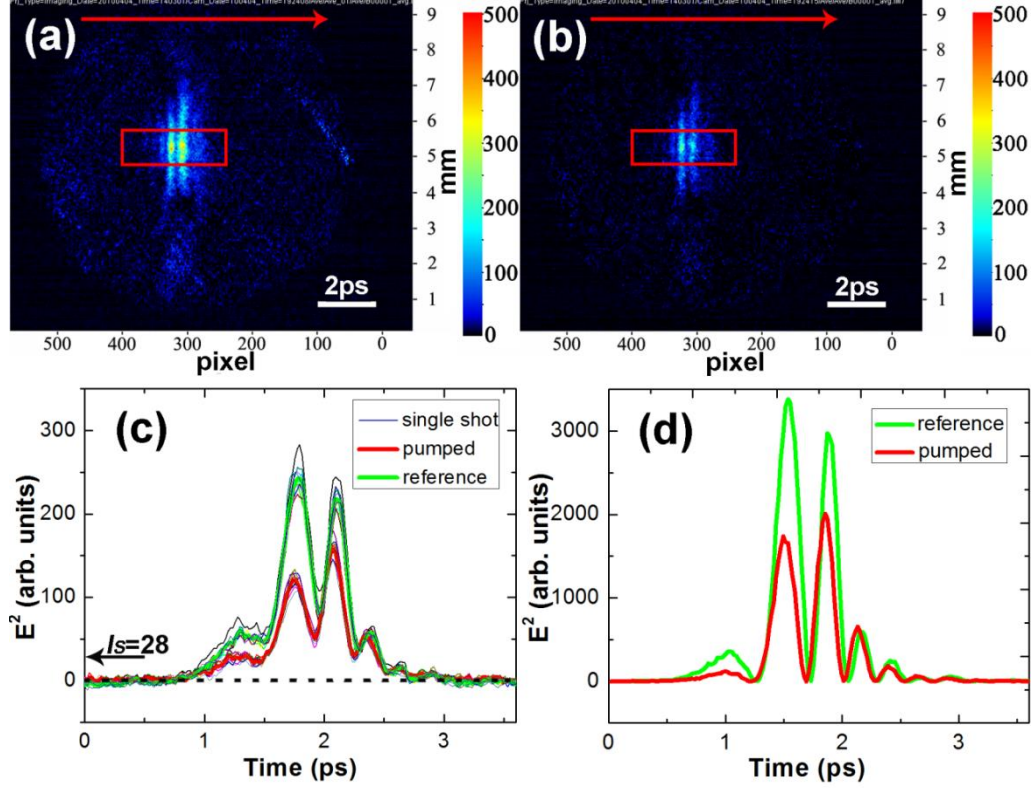 (a)
500
400
300
200
100
0
9
8
7
6
5
4
3
2
1
mm
2ps
500 400 300 200 100 0
pixel
(b)
500
400
300
200
100
0
9
8
7
6
5
4
3
2
1
mm
2ps
500 400 300 200 100 0
pixel
(c)
single shot
pumped
reference
300
200
100
0
E² (arb. units)
Is=28
0 1 2 3
Time (ps)
(d)
reference
pumped
3000
2000
1000
0
E² (arb. units)
0 1 2 3
Time (ps)